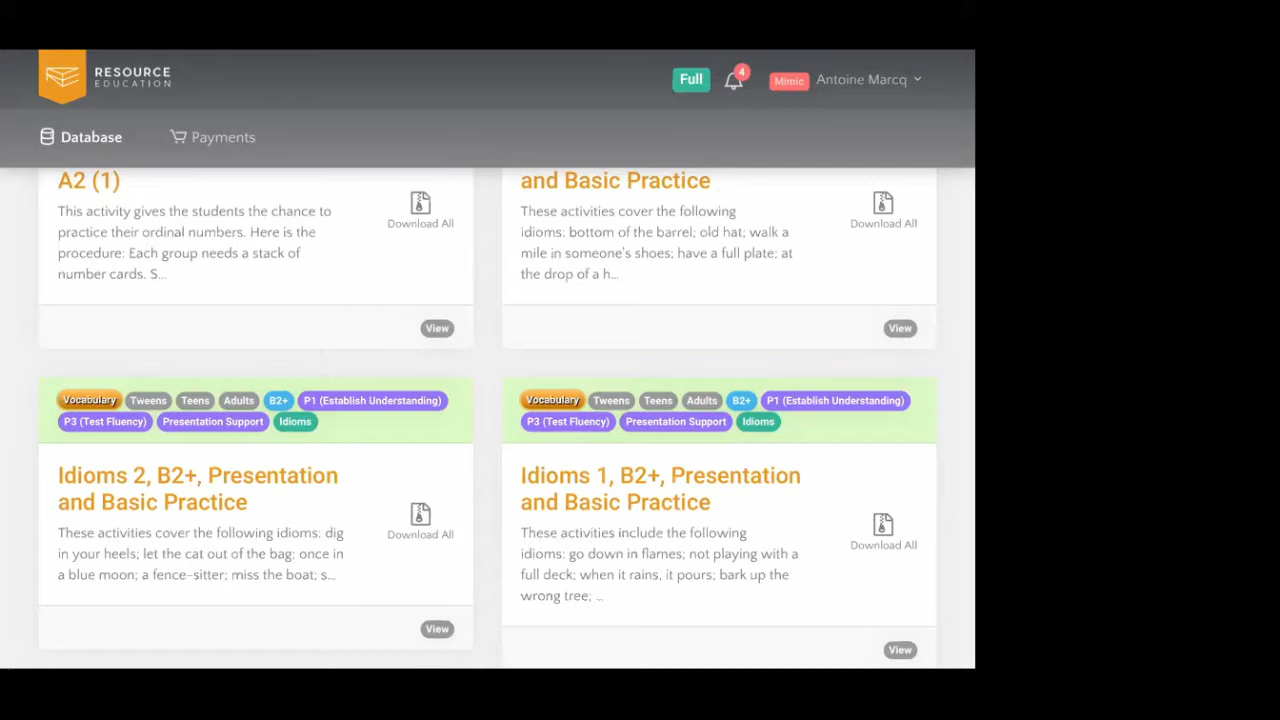 RESOURCE
EDUCATION
Full
4
Mimic
Antoine Marcq
Database
Payments
A2 (1)
This activity gives the students the chance to
practice their ordinal numbers. Here is the
procedure: Each group needs a stack of
number cards. S...
Download All
View
and Basic Practice
These activities cover the following
idioms: bottom of the barrel; old hat; walk a
mile in someone's shoes; have a full plate; at
the drop of a h...
Download All
View
Vocabulary Tweens Teens Adults B2+ P1 (Establish Understanding)
P3 (Test Fluency) Presentation Support Idioms
Idioms 2, B2+, Presentation
and Basic Practice
These activities cover the following idioms: dig
in your heels; let the cat out of the bag; once in
a blue moon; a fence-sitter; miss the boat; s...
Download All
View
Vocabulary Tweens Teens Adults B2+ P1 (Establish Understanding)
P3 (Test Fluency) Presentation Support Idioms
Idioms 1, B2+, Presentation
and Basic Practice
These activities include the following
idioms: go down in flames; not playing with a
full deck; when it rains, it pours; bark up the
wrong tree; ...
Download All
View